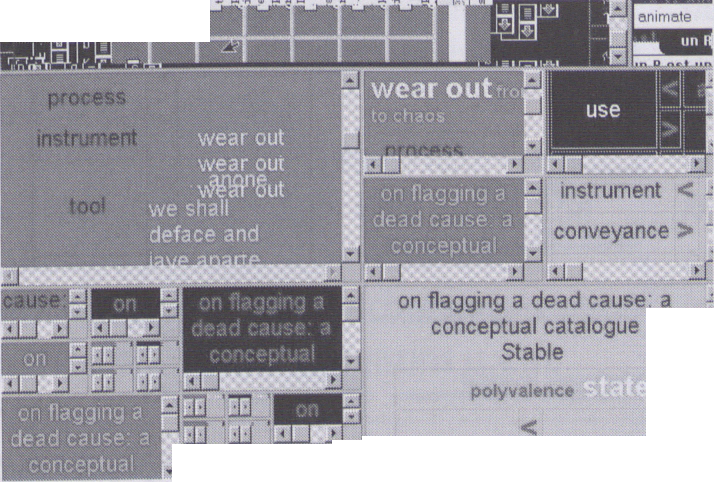 animate
un R
un R est un
process
instrument
wear out
wear out
anone
wear out
tool
we shall
deface and
jave aparte
wear out fro
to chaos
process
use
<
>
on flagging a
dead cause: a
conceptual
instrument <
conveyance >
cause:
on
on flagging a
dead cause: a
conceptual
on
on flagging a
dead cause: a
conceptual
on
on flagging a dead cause: a
conceptual catalogue
Stable
polyvalence state
<